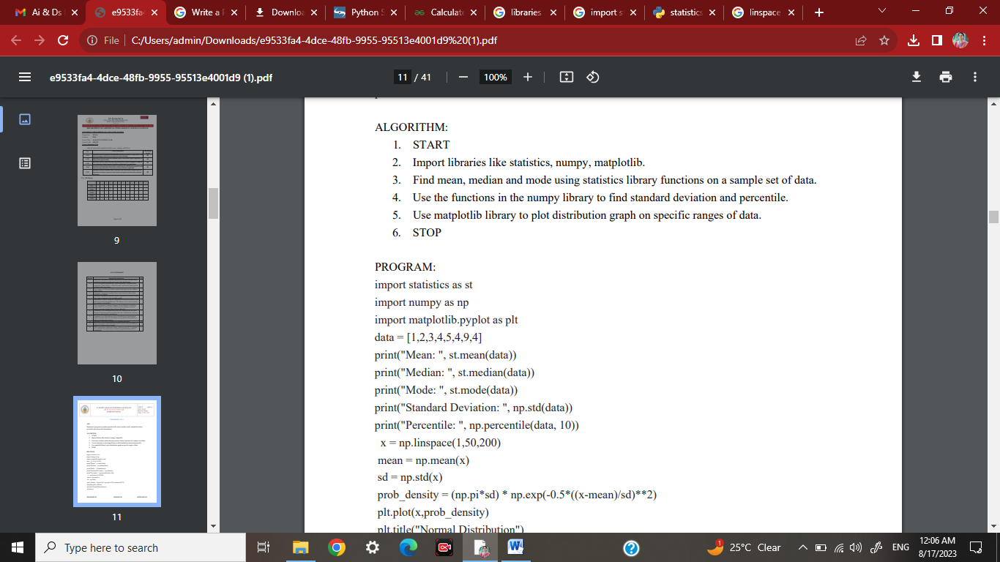 Ai & Ds
e9533fa
Write a
Downlo
Python
Calculat
libraries
import s
statistics
linspace
File
C:/Users/admin/Downloads/e9533fa4-4dce-48fb-9955-95513e4001d9%20(1).pdf
e9533fa4-4dce-48fb-9955-95513e4001d9 (1).pdf
11 / 41
100%
9
10
11
ALGORITHM:
1. START
2. Import libraries like statistics, numpy, matplotlib.
3. Find mean, median and mode using statistics library functions on a sample set of data.
4. Use the functions in the numpy library to find standard deviation and percentile.
5. Use matplotlib library to plot distribution graph on specific ranges of data.
6. STOP
PROGRAM:
import statistics as st
import numpy as np
import matplotlib.pyplot as plt
data = [1,2,3,4,5,4,9,4]
print("Mean: ", st.mean(data))
print("Median: ", st.median(data))
print("Mode: ", st.mode(data))
print("Standard Deviation: ", np.std(data))
print("Percentile: ", np.percentile(data, 10))
x = np.linspace(1,50,200)
mean = np.mean(x)
sd = np.std(x)
prob_density = (np.pi*sd) * np.exp(-0.5*((x-mean)/sd)**2)
plt.plot(x,prob_density)
plt.title("Normal Distribution")
Type here to search
1
25°C Clear
ENG
12:06 AM
8/17/2023